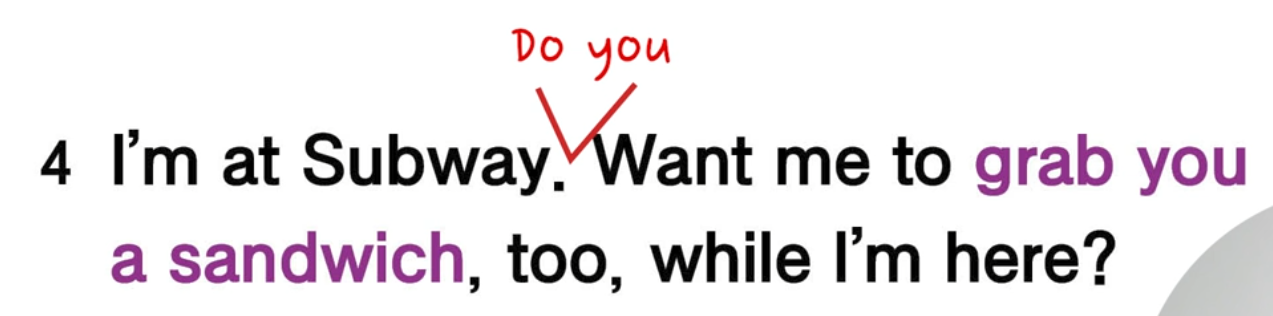 Do you
4 I'm at Subway. Want me to grab you
a sandwich, too, while I'm here?